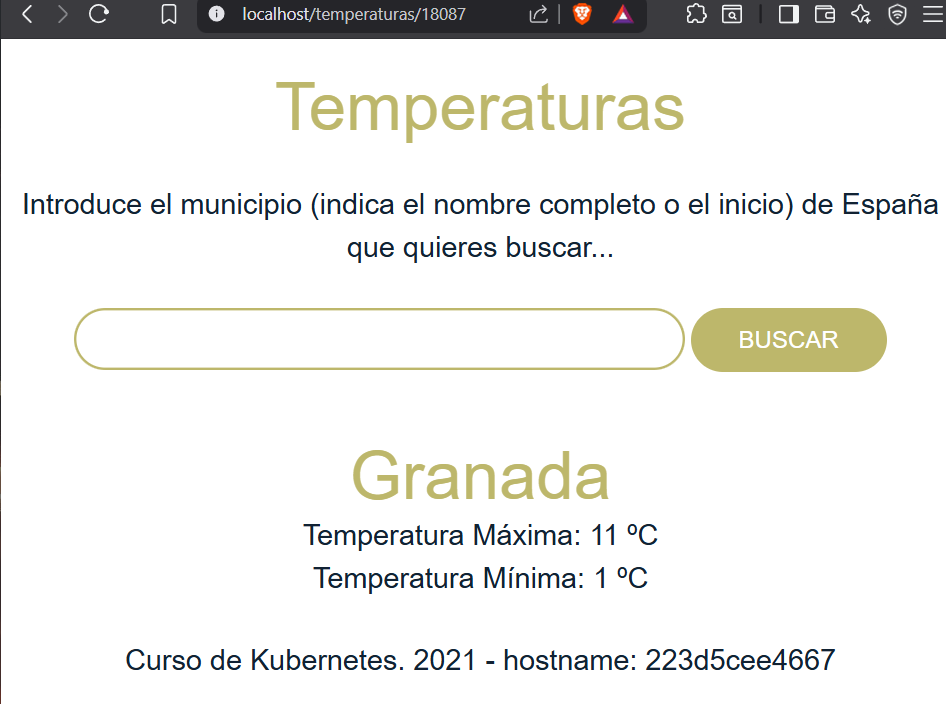 localhost/temperaturas/18087
Temperaturas
Introduce el municipio (indica el nombre completo o el inicio) de España
que quieres buscar...
BUSCAR
Granada
Temperatura Máxima: 11 ºC
Temperatura Mínima: 1 ºC
Curso de Kubernetes. 2021 - hostname: 223d5cee4667